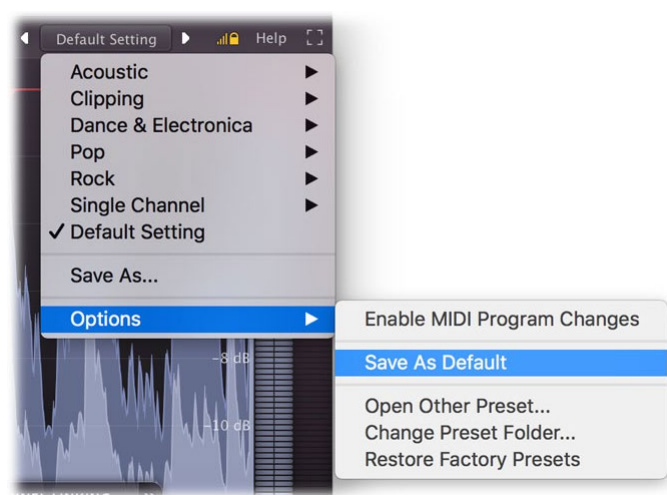 Default Setting
Help
Acoustic
Clipping
Dance & Electronica
Pop
Rock
Single Channel
Default Setting
Save As...
Options
Enable MIDI Program Changes
Save As Default
Open Other Preset...
Change Preset Folder...
Restore Factory Presets
-8 dB
-10 dB